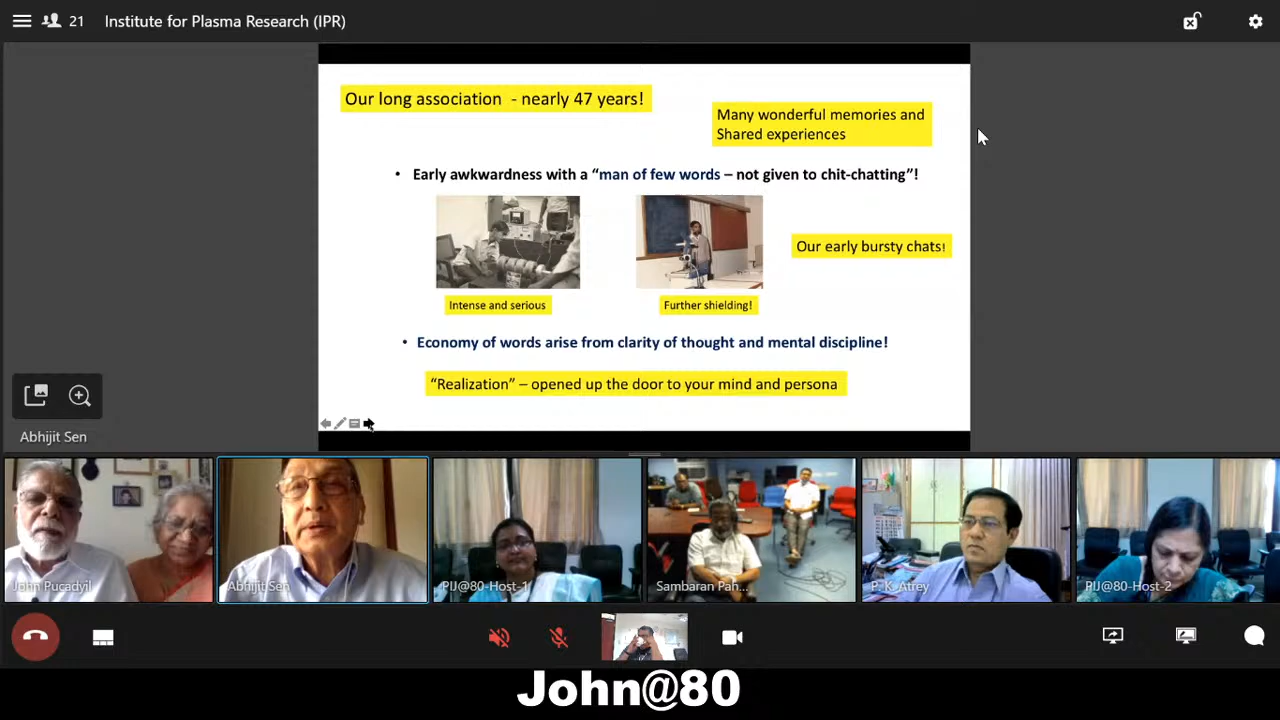 21 Institute for Plasma Research (IPR)
Our long association - nearly 47 years!
Many wonderful memories and
Shared experiences
• Early awkwardness with a “man of few words – not given to chit-chatting”!
Our early bursty chats!
Intense and serious
Further shielding!
• Economy of words arise from clarity of thought and mental discipline!
“Realization” – opened up the door to your mind and persona
Abhijit Sen
John Pucadyil
Abhijit Sen
PIJ@80-Host-1
Sambaran Pah...
P. K. Atrey
PIJ@80-Host-2
John@80